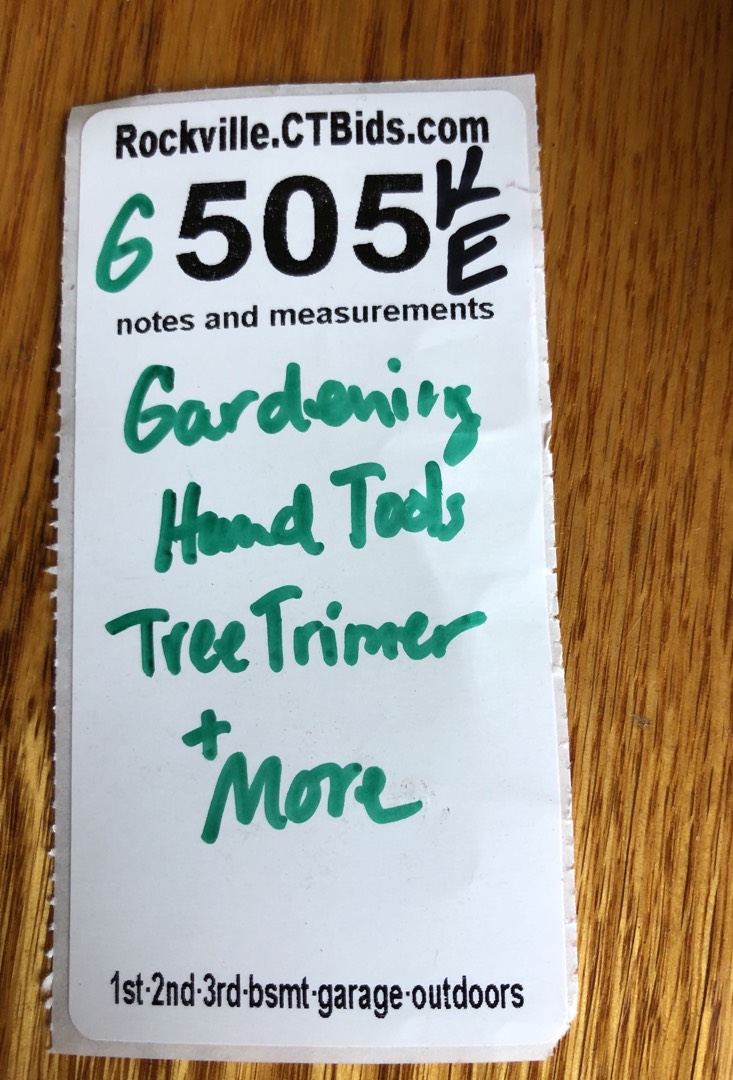 Rockville.CTBids.com
G 505 K
E
notes and measurements
Gardening
Hand Tools
Tree Trimer
+ More
1st·2nd·3rd·bsmt·garage·outdoors